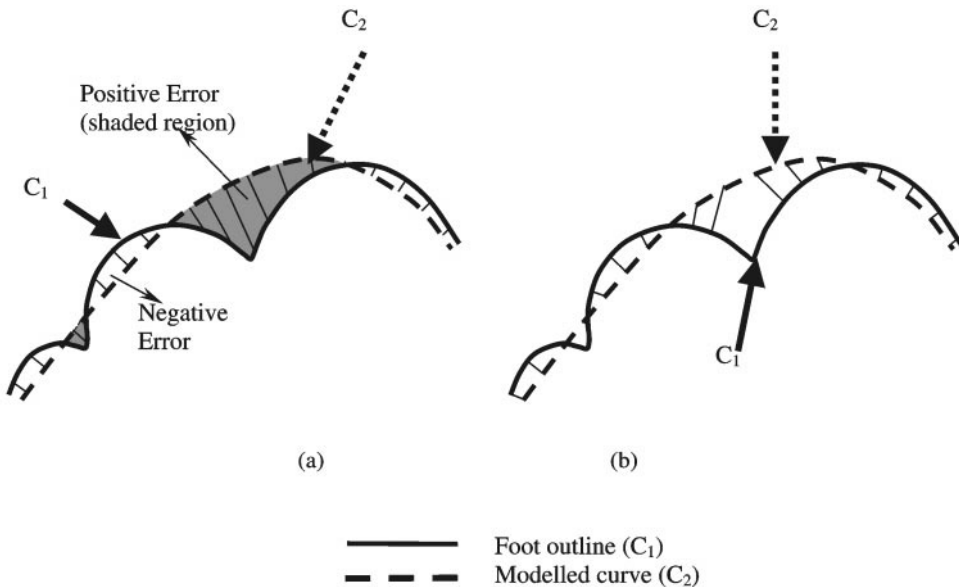 C₂
C₂
Positive Error
(shaded region)
C₁
Negative
Error
C₁
(a)
(b)
Foot outline (C₁)
Modelled curve (C₂)